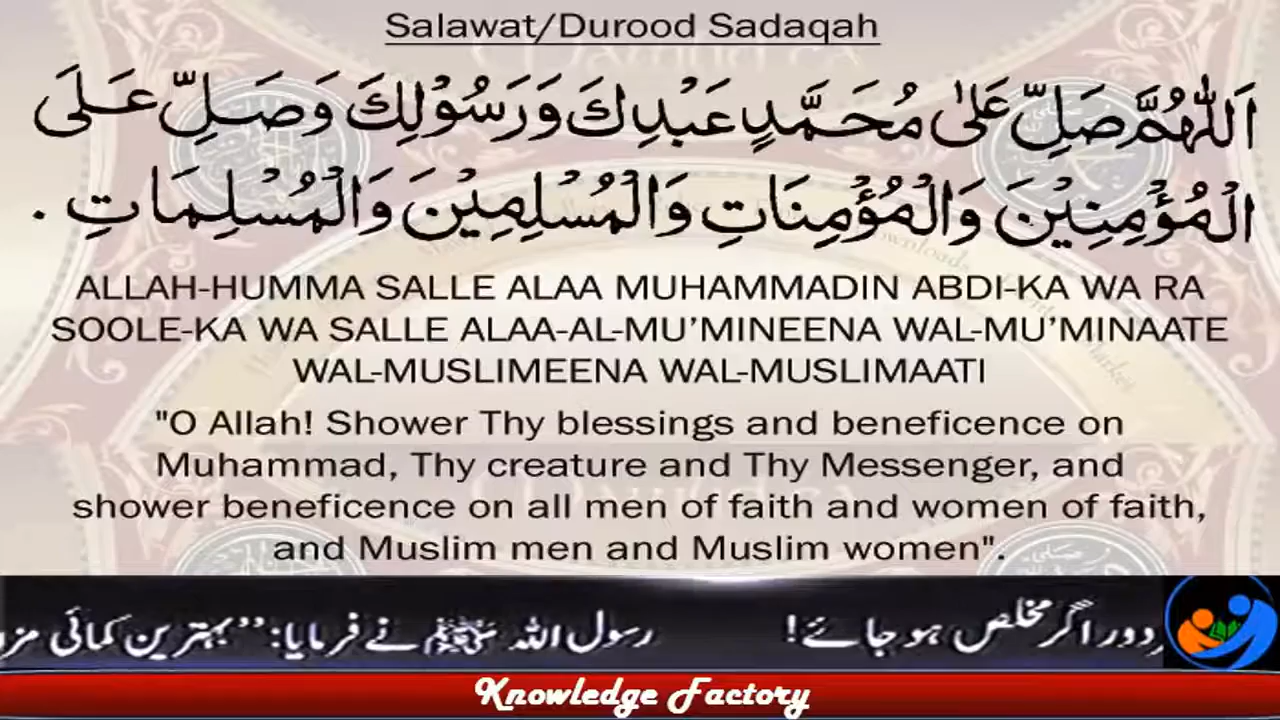 Salawat/Durood Sadaqah
اَللّٰهُمَّ صَلِّ عَلٰى مُحَمَّدٍ عَبْدِكَ وَرَسُوْلِكَ وَصَلِّ عَلَى
الْمُؤْمِنِيْنَ وَالْمُؤْمِنَاتِ وَالْمُسْلِمِيْنَ وَالْمُسْلِمَاتِ .
ALLAH-HUMMA SALLE ALAA MUHAMMADIN ABDI-KA WA RA
SOOLE-KA WA SALLE ALAA-AL-MU’MINEENA WAL-MU’MINAATE
WAL-MUSLIMEENA WAL-MUSLIMAATI
"O Allah! Shower Thy blessings and beneficence on
Muhammad, Thy creature and Thy Messenger, and
shower beneficence on all men of faith and women of faith,
and Muslim men and Muslim women".
دور اگر مخلص ہو جائے! رسول اللہ ﷺ نے فرمایا: ’’بہترین کمائی مز
Knowledge Factory